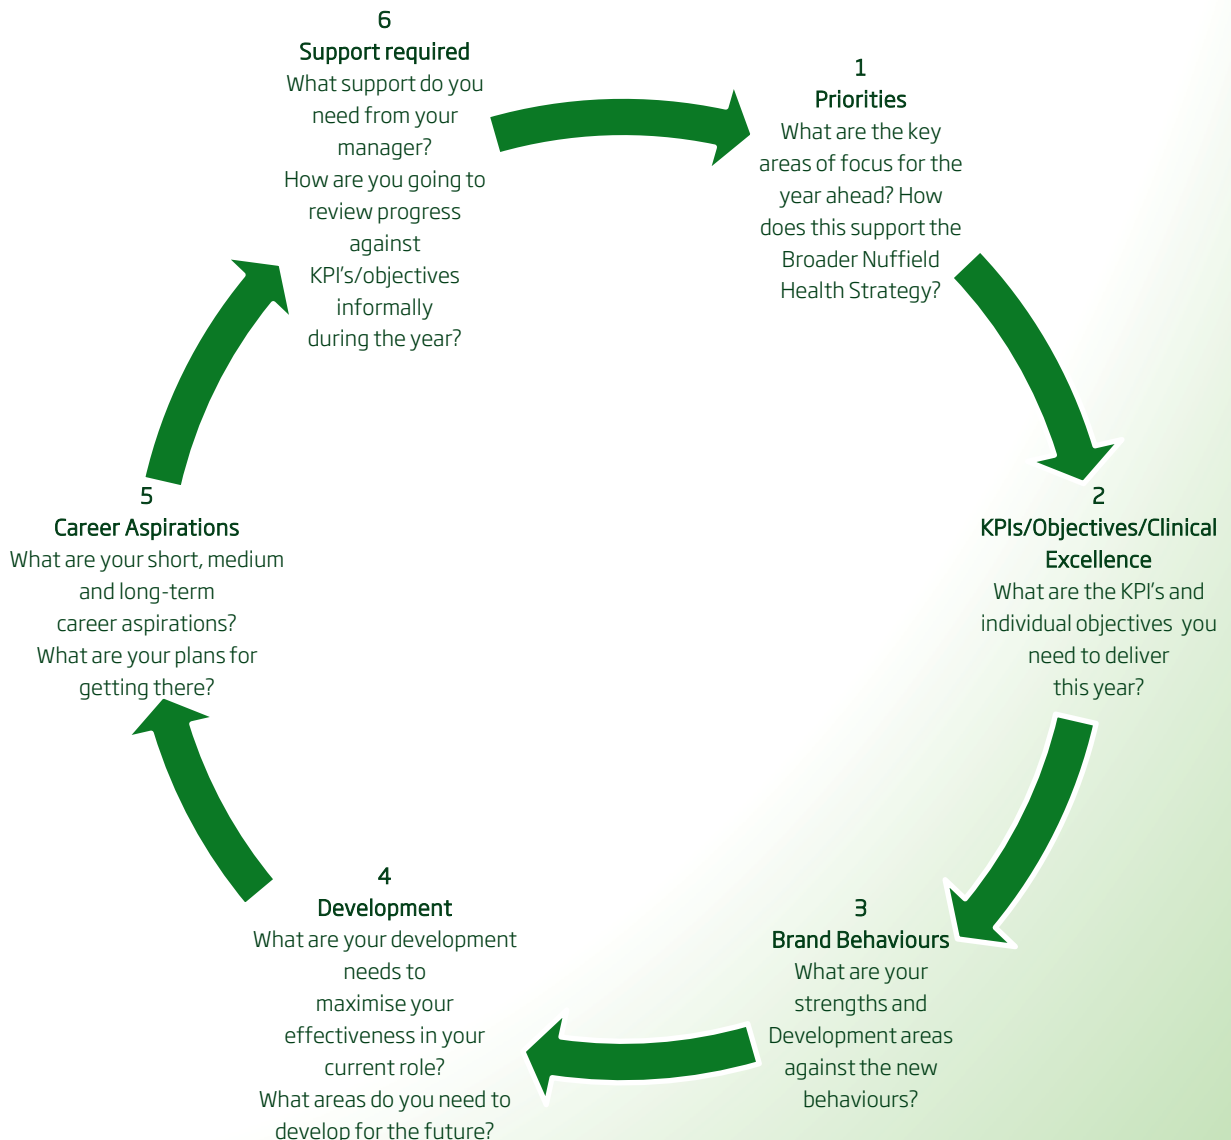 6
Support required
What support do you
need from your
manager?
How are you going to
review progress
against
KPI's/objectives
informally
during the year?
1
Priorities
What are the key
areas of focus for the
year ahead? How
does this support the
Broader Nuffield
Health Strategy?
2
KPIs/Objectives/Clinical
Excellence
What are the KPI's and
individual objectives  you
need to deliver
this year?
3
Brand Behaviours
What are your
strengths and
Development areas
against the new
behaviours?
4
Development
What are your development
needs to
maximise your
effectiveness in your
current role?
What areas do you need to
develop for the future?
5
Career Aspirations
What are your short, medium
and long-term
career aspirations?
What are your plans for
getting there?